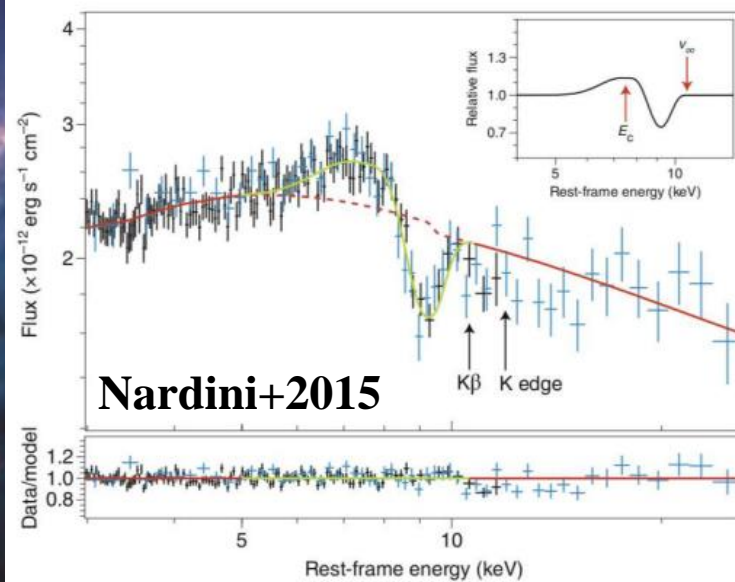 4
3
2
Flux (×10⁻¹² erg s⁻¹ cm⁻²)
1.3
1.0
0.7
Relative flux
v∞
E_c
5
10
Rest-frame energy (keV)
Kβ
K edge
Nardini+2015
1.2
1.0
0.8
Data/model
5
10
Rest-frame energy (keV)